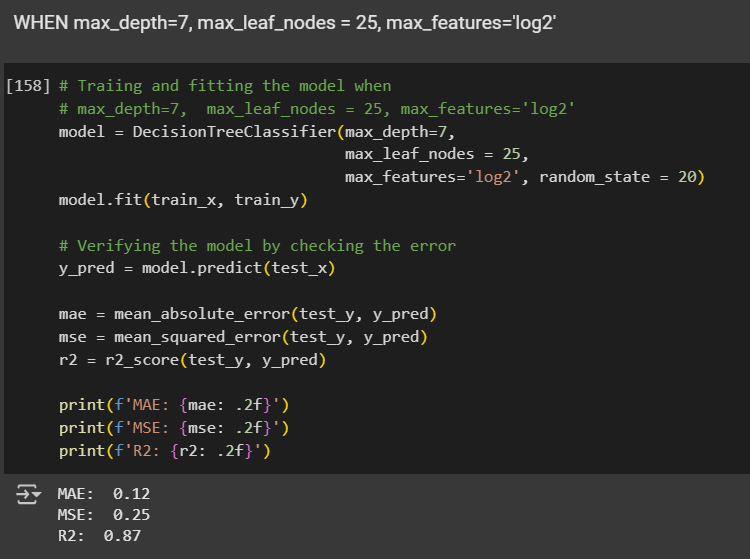 WHEN max_depth=7, max_leaf_nodes = 25, max_features='log2'
[158] # Traiing and fitting the model when
# max_depth=7,  max_leaf_nodes = 25, max_features='log2'
model = DecisionTreeClassifier(max_depth=7,
max_leaf_nodes = 25,
max_features='log2', random_state = 20)
model.fit(train_x, train_y)
# Verifying the model by checking the error
y_pred = model.predict(test_x)
mae = mean_absolute_error(test_y, y_pred)
mse = mean_squared_error(test_y, y_pred)
r2 = r2_score(test_y, y_pred)
print(f'MAE: {mae: .2f}')
print(f'MSE: {mse: .2f}')
print(f'R2: {r2: .2f}')
MAE:  0.12
MSE:  0.25
R2:  0.87